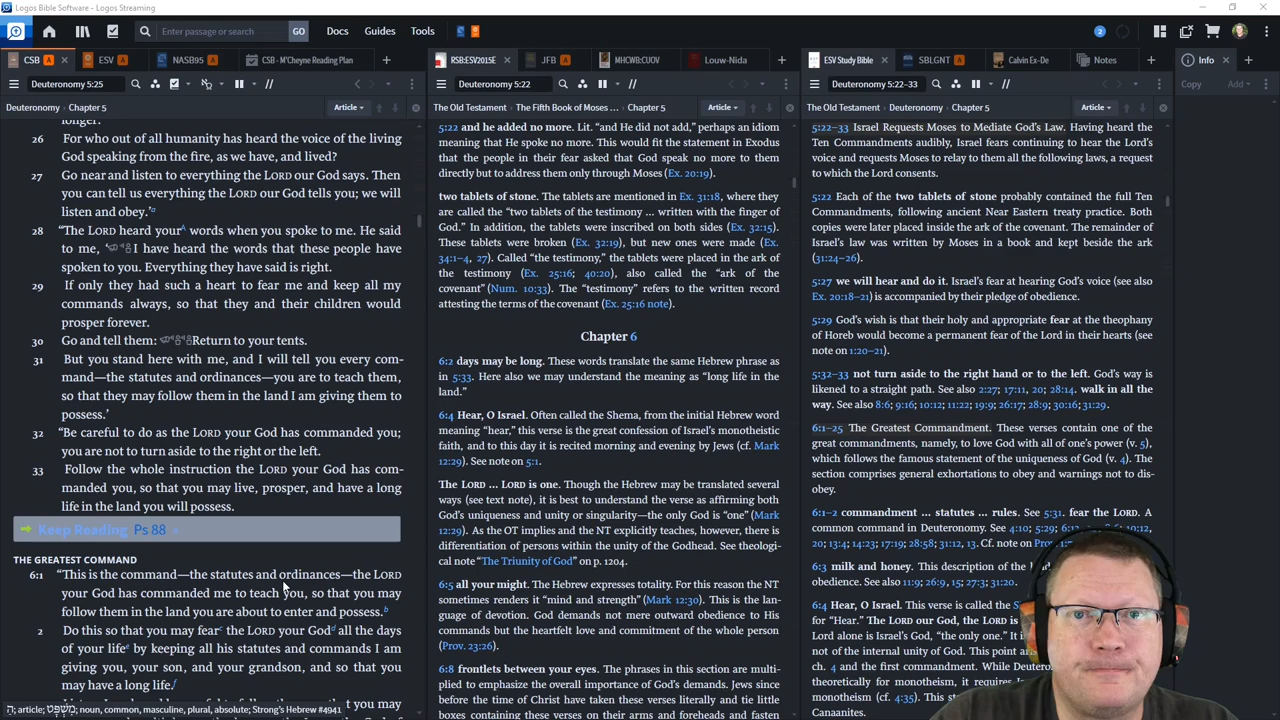 Logos Bible Software - Logos Streaming
Enter passage or search
GO
Docs
Guides
Tools
2
CSB A
ESV A
NASB95 A
CSB - M'Cheyne Reading Plan
Deuteronomy 5:25
Deuteronomy › Chapter 5
Article
longer.
26 For who out of all humanity has heard the voice of the living
God speaking from the fire, as we have, and lived?
27 Go near and listen to everything the LORD our God says. Then
you can tell us everything the LORD our God tells you; we will
listen and obey.’
28 “The LORD heard your words when you spoke to me. He said
to me, I have heard the words that these people have
spoken to you. Everything they have said is right.
29 If only they had such a heart to fear me and keep all my
commands always, so that they and their children would
prosper forever.
30 Go and tell them: Return to your tents.
31 But you stand here with me, and I will tell you every com-
mand—the statutes and ordinances—you are to teach them,
so that they may follow them in the land I am giving them to
possess.’
32 “Be careful to do as the LORD your God has commanded you;
you are not to turn aside to the right or the left.
33 Follow the whole instruction the LORD your God has com-
manded you, so that you may live, prosper, and have a long
life in the land you will possess.
Keep Reading Ps 88 »
THE GREATEST COMMAND
6:1 “This is the command—the statutes and ordinances—the LORD
your God has commanded me to teach you, so that you may
follow them in the land you are about to enter and possess.
2 Do this so that you may fear the LORD your God all the days
of your life by keeping all his statutes and commands I am
giving you, your son, and your grandson, and so that you
may have a long life.
article; noun, common, masculine, plural, absolute; Strong's Hebrew #4941
RSB:ESV2015E
JFB A
MHCWB:CUOV
Louw-Nida
Deuteronomy 5:22
The Old Testament › The Fifth Book of Moses ... › Chapter 5
Article
5:22 and he added no more. Lit. “and He did not add,” perhaps an idiom
meaning that He spoke no more. This would fit the statement in Exodus
that the people in their fear asked that God speak no more to them
directly but to address them only through Moses (Ex. 20:19).
two tablets of stone. The tablets are mentioned in Ex. 31:18, where they
are called the “two tablets of the testimony ... written with the finger of
God.” In addition, the tablets were inscribed on both sides (Ex. 32:15).
These tablets were broken (Ex. 32:19), but new ones were made (Ex.
34:1–4, 27). Called “the testimony,” the tablets were placed in the ark of
the testimony (Ex. 25:16; 40:20), also called the “ark of the
covenant” (Num. 10:33). The “testimony” refers to the written record
attesting the terms of the covenant (Ex. 25:16 note).
Chapter 6
6:2 days may be long. These words translate the same Hebrew phrase as
in 5:33. Here also we may understand the meaning as “long life in the
land.”
6:4 Hear, O Israel. Often called the Shema, from the initial Hebrew word
meaning “hear,” this verse is the great confession of Israel’s monotheistic
faith, and to this day it is recited morning and evening by Jews (cf. Mark
12:29). See note on 5:1.
The LORD ... LORD is one. Though the Hebrew may be translated several
ways (see text note), it is best to understand the verse as affirming both
God’s uniqueness and unity or singularity—the only God is “one” (Mark
12:29). As the OT implies and the NT explicitly teaches, however, there is
differentiation of persons within the unity of the Godhead. See theologi-
cal note “The Triunity of God” on p. 1204.
6:5 all your might. The Hebrew expresses totality. For this reason the NT
sometimes renders it “mind and strength” (Mark 12:30). This is the lan-
guage of devotion. God demands not mere outward obedience to His
commands but the heartfelt love and commitment of the whole person
(Prov. 23:26).
6:8 frontlets between your eyes. The phrases in this section are multi-
plied to emphasize the overall importance of God’s demands. Jews since
before the time of Christ have taken these verses literally and tie little
boxes containing these verses on their arms and foreheads and fasten
ESV Study Bible
SBLGNT A
Calvin Ex-De
Notes
Deuteronomy 5:22–33
The Old Testament › Deuteronomy › Chapter 5
Article
5:22–33 Israel Requests Moses to Mediate God’s Law. Having heard the
Ten Commandments audibly, Israel fears continuing to hear the Lord’s
voice and requests Moses to relay to them all the following laws, a request
to which the Lord consents.
5:22 Each of the two tablets of stone probably contained the full Ten
Commandments, following ancient Near Eastern treaty practice. Both
copies were later placed inside the ark of the covenant. The remainder of
Israel’s law was written by Moses in a book and kept beside the ark
(31:24–26).
5:27 we will hear and do it. Israel’s fear at hearing God’s voice (see also
Ex. 20:18–21) is accompanied by their pledge of obedience.
5:29 God’s wish is that their holy and appropriate fear at the theophany
of Horeb would become a permanent fear of the Lord in their hearts (see
note on 1:20–21).
5:32–33 not turn aside to the right hand or to the left. God’s way is
likened to a straight path. See also 2:27; 17:11, 20; 28:14. walk in all the
way. See also 8:6; 9:16; 10:12; 11:22; 19:9; 26:17; 28:9; 30:16; 31:29.
6:1–25 The Greatest Commandment. These verses contain one of the
great commandments, namely, to love God with all of one’s power (v. 5),
which follows the famous statement of the uniqueness of God (v. 4). The
section comprises general exhortations to obey and warnings not to dis-
obey.
6:1–2 commandment ... statutes ... rules. See 5:31. fear the LORD. A
common command in Deuteronomy. See 4:10; 5:29; 10:12,
20; 13:4; 14:23; 17:19; 28:58; 31:12, 13. Cf. note on Prov.
6:3 milk and honey. This description of the
obedience. See also 11:9; 26:9, 15; 27:3; 31:20.
6:4 Hear, O Israel. This verse is called the
for “Hear.” The LORD our God, the LORD is
Lord alone is Israel’s God, “the only one.” It is
not of the internal unity of God. The
ch. 4 and the first commandment. While
theoretically for monotheism, it requires
monotheism (cf. 4:35). This
Canaanites.
Info
Copy
Add